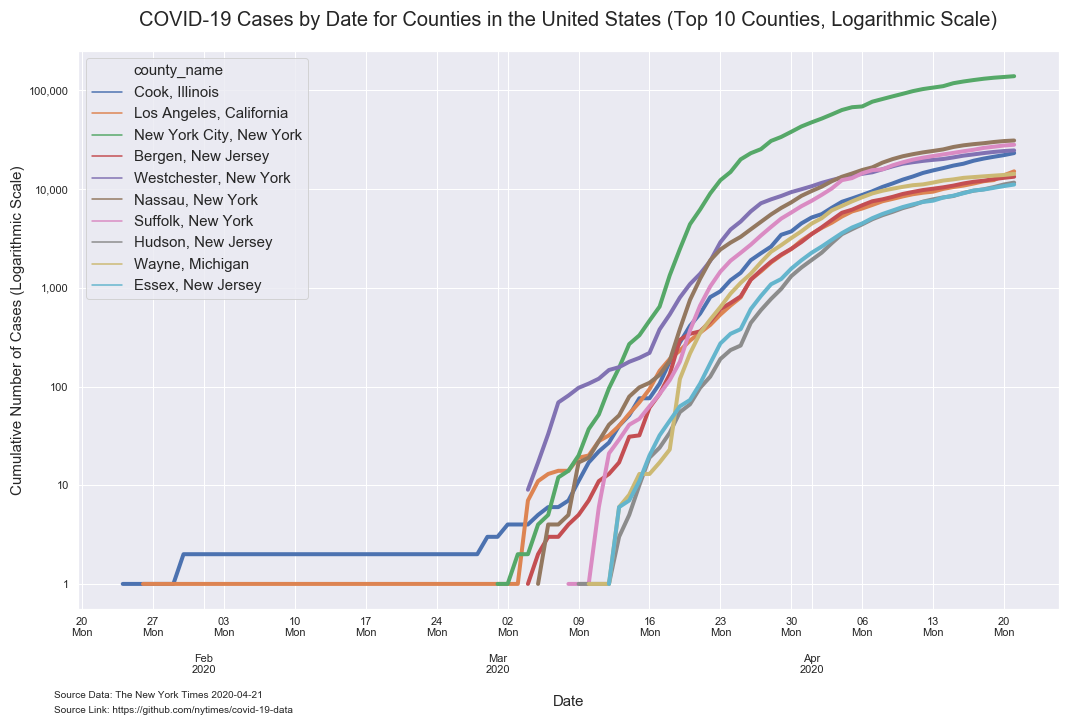 COVID-19 Cases by Date for Counties in the United States (Top 10 Counties, Logarithmic Scale)
Cumulative Number of Cases (Logarithmic Scale)
county_name
Cook, Illinois
Los Angeles, California
New York City, New York
Bergen, New Jersey
Westchester, New York
Nassau, New York
Suffolk, New York
Hudson, New Jersey
Wayne, Michigan
Essex, New Jersey
100,000
10,000
1,000
100
10
1
20 27 03 10 17 24 02 09 16 23 30 06 13 20
Mon Mon Mon Mon Mon Mon Mon Mon Mon Mon Mon Mon Mon Mon
Feb Mar Apr
2020 2020 2020
Date
Source Data: The New York Times 2020-04-21
Source Link: https://github.com/nytimes/covid-19-data